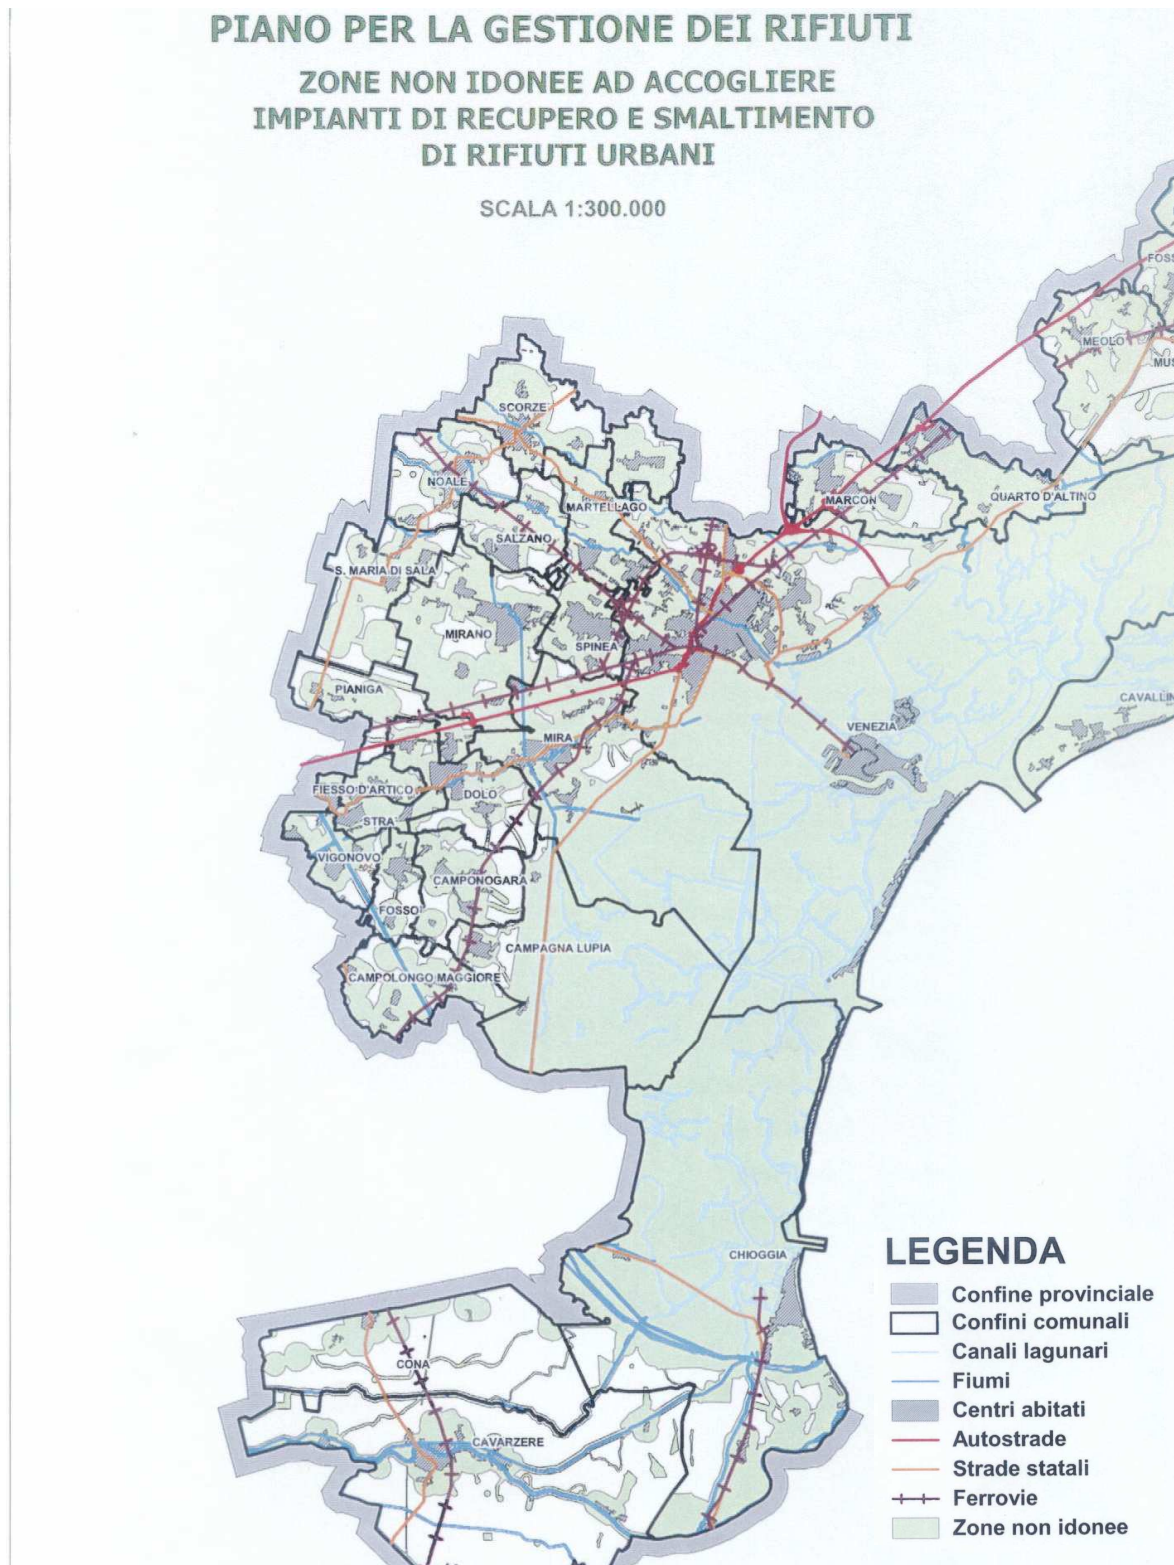 PIANO PER LA GESTIONE DEI RIFIUTI
ZONE NON IDONEE AD ACCOGLIERE
IMPIANTI DI RECUPERO E SMALTIMENTO
DI RIFIUTI URBANI
SCALA 1:300.000
FOSS
MEOLO
MUS
SCORZE
NOALE
MARTELLAGO
MARCON
QUARTO D'ALTINO
SALZANO
S. MARIA DI SALA
MIRANO
SPINEA
PIANIGA
CAVALLIN
VENEZIA
MIRA
FIESSO D'ARTICO
DOLO
STRA
VIGONOVO
CAMPONOGARA
FOSSO
CAMPAGNA LUPIA
CAMPOLONGO MAGGIORE
CHIOGGIA
CONA
CAVARZERE
LEGENDA
Confine provinciale
Confini comunali
Canali lagunari
Fiumi
Centri abitati
Autostrade
Strade statali
Ferrovie
Zone non idonee